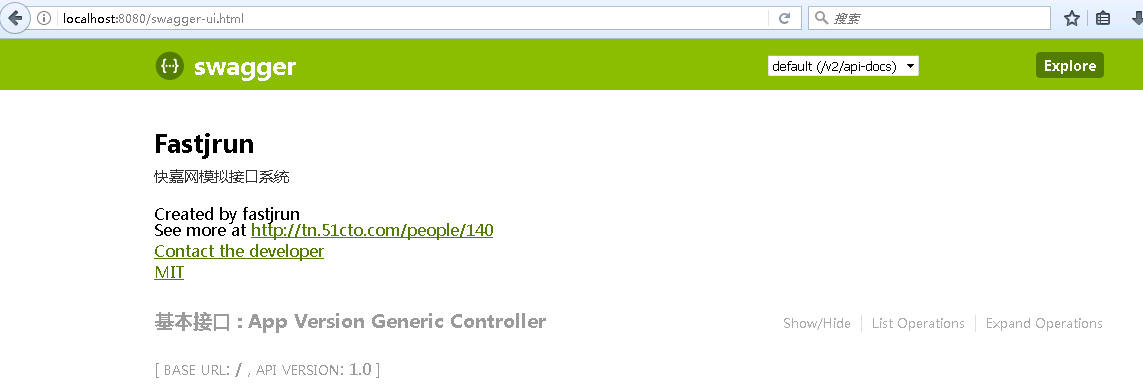 localhost:8080/swagger-ui.html
搜索
{···} swagger
default (/v2/api-docs)
Explore
Fastjrun
快嘉网模拟接口系统
Created by fastjrun
See more at http://tn.51cto.com/people/140
Contact the developer
MIT
基本接口 : App Version Generic Controller
Show/Hide
List Operations
Expand Operations
[ BASE URL: / , API VERSION: 1.0 ]